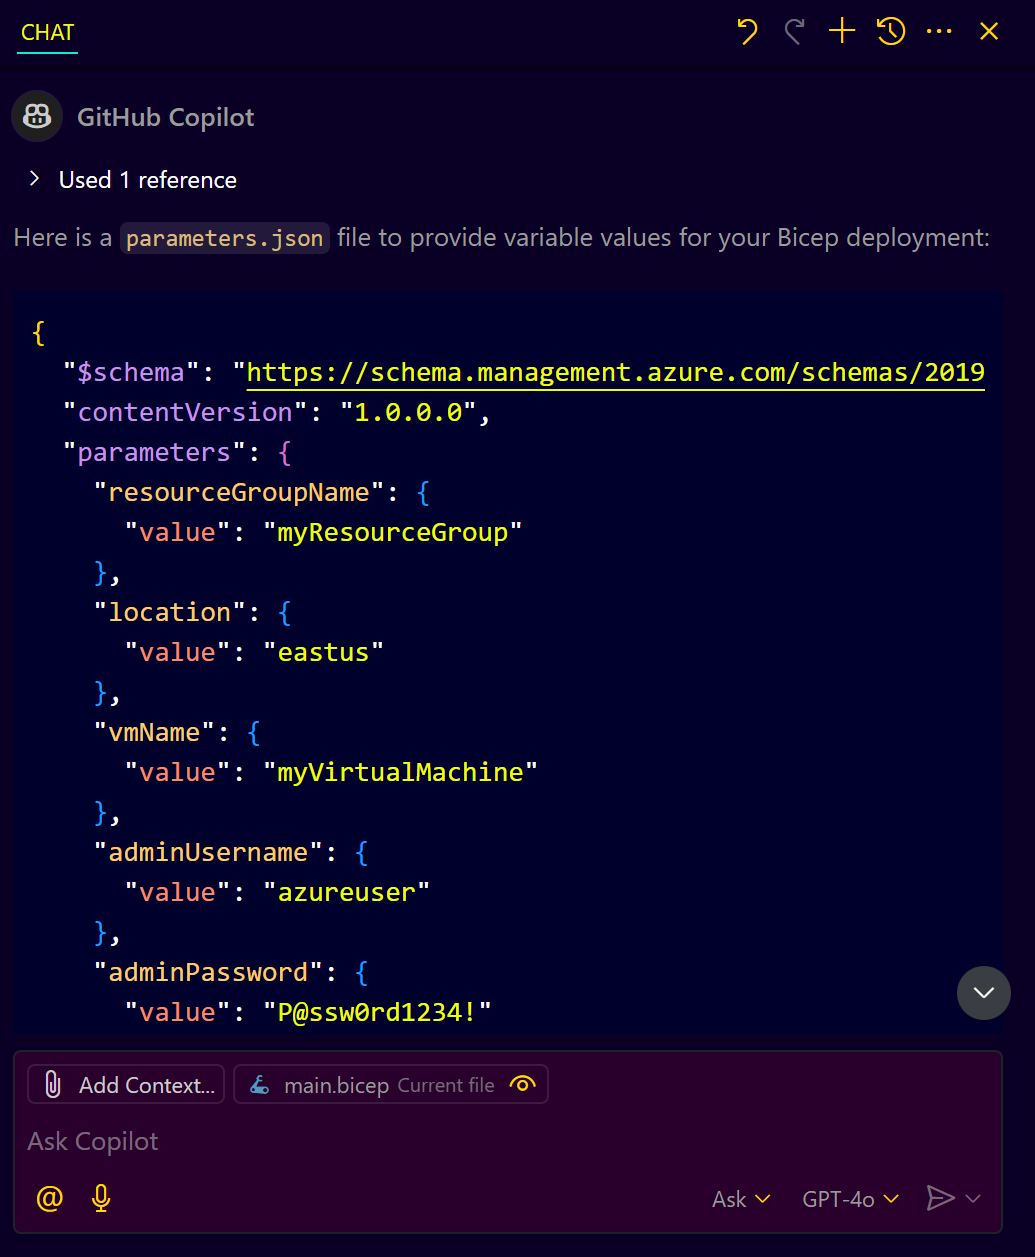 CHAT
GitHub Copilot
Used 1 reference
Here is a parameters.json file to provide variable values for your Bicep deployment:
{
"$schema": "https://schema.management.azure.com/schemas/2019
"contentVersion": "1.0.0.0",
"parameters": {
"resourceGroupName": {
"value": "myResourceGroup"
},
"location": {
"value": "eastus"
},
"vmName": {
"value": "myVirtualMachine"
},
"adminUsername": {
"value": "azureuser"
},
"adminPassword": {
"value": "P@ssw0rd1234!"
Add Context... main.bicep Current file
Ask Copilot
@ Ask GPT-4o